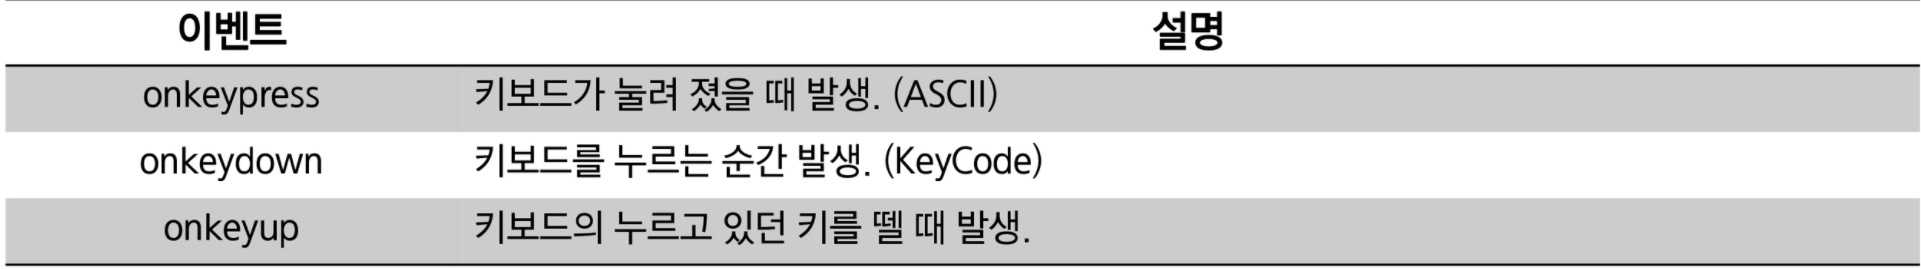 이벤트 설명
onkeypress 키보드가 눌려 졌을 때 발생. (ASCII)
onkeydown 키보드를 누르는 순간 발생. (KeyCode)
onkeyup 키보드의 누르고 있던 키를 뗄 때 발생.